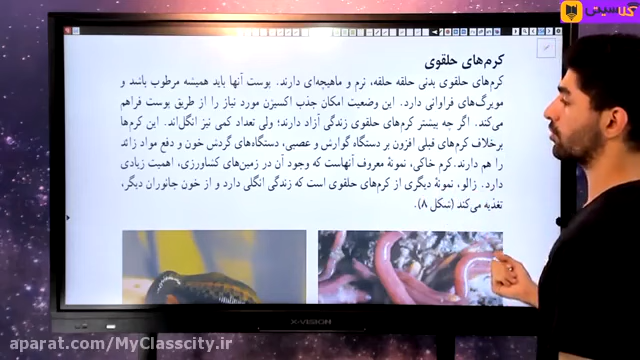 کلاسیس
کرم‌های حلقوی
کرم‌های حلقوی بدنی حلقه حلقه، نرم و ماهیچه‌ای دارند. پوست آنها باید همیشه مرطوب باشد و
مویرگ‌های فراوانی دارد. این وضعیت امکان جذب اکسیژن مورد نیاز را از طریق پوست فراهم
می‌کند. اگر چه بیشتر کرم‌های حلقوی زندگی آزاد دارند؛ ولی تعداد کمی نیز انگل‌اند. این کرم‌ها
برخلاف کرم‌های قبلی افزون بر دستگاه گوارش و عصبی، دستگاه‌های گردش خون و دفع مواد زائد
را هم دارند.کرم خاکی، نمونهٔ معروف آنهاست که وجود آن در زمین‌های کشاورزی، اهمیت زیادی
دارد. زالو، نمونهٔ دیگری از کرم‌های حلقوی است که زندگی انگلی دارد و از خون جانوران دیگر،
تغذیه می‌کند (شکل ۸).
X-VISION
aparat.com/MyClasscity.ir